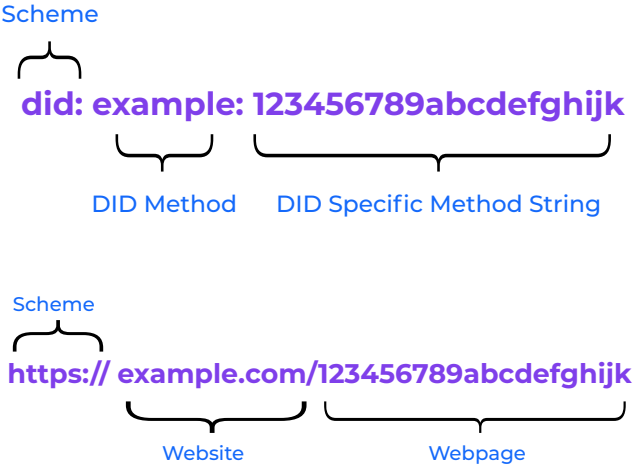 Scheme
did: example: 123456789abcdefghijk
DID Method DID Specific Method String
Scheme
https:// example.com/123456789abcdefghijk
Website Webpage